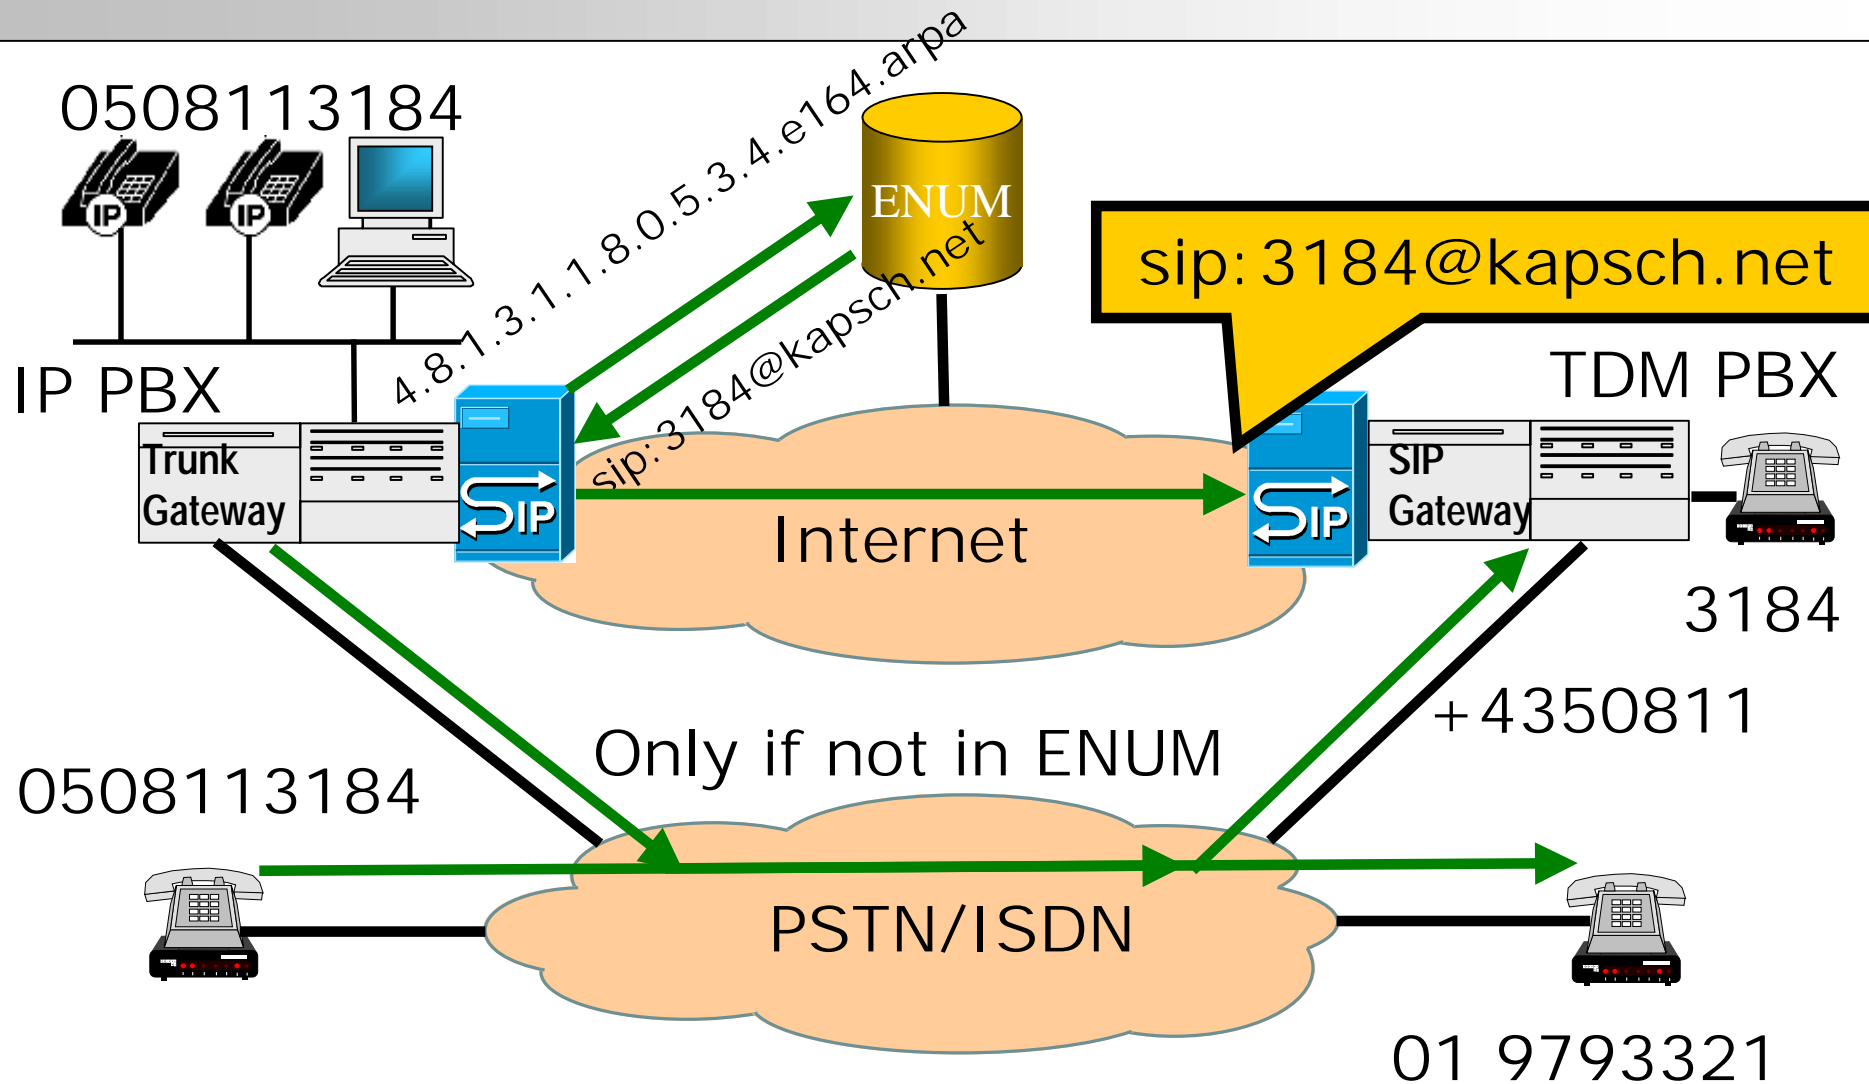 0508113184
IP
IP
4.8.1.3.1.1.8.0.5.3.4.e164.arpa
ENUM
sip:3184@kapsch.net
sip:3184@kapsch.net
IP PBX
TDM PBX
Trunk
Gateway
SIP
SIP
SIP
Gateway
Internet
3184
+4350811
Only if not in ENUM
0508113184
PSTN/ISDN
01 9793321